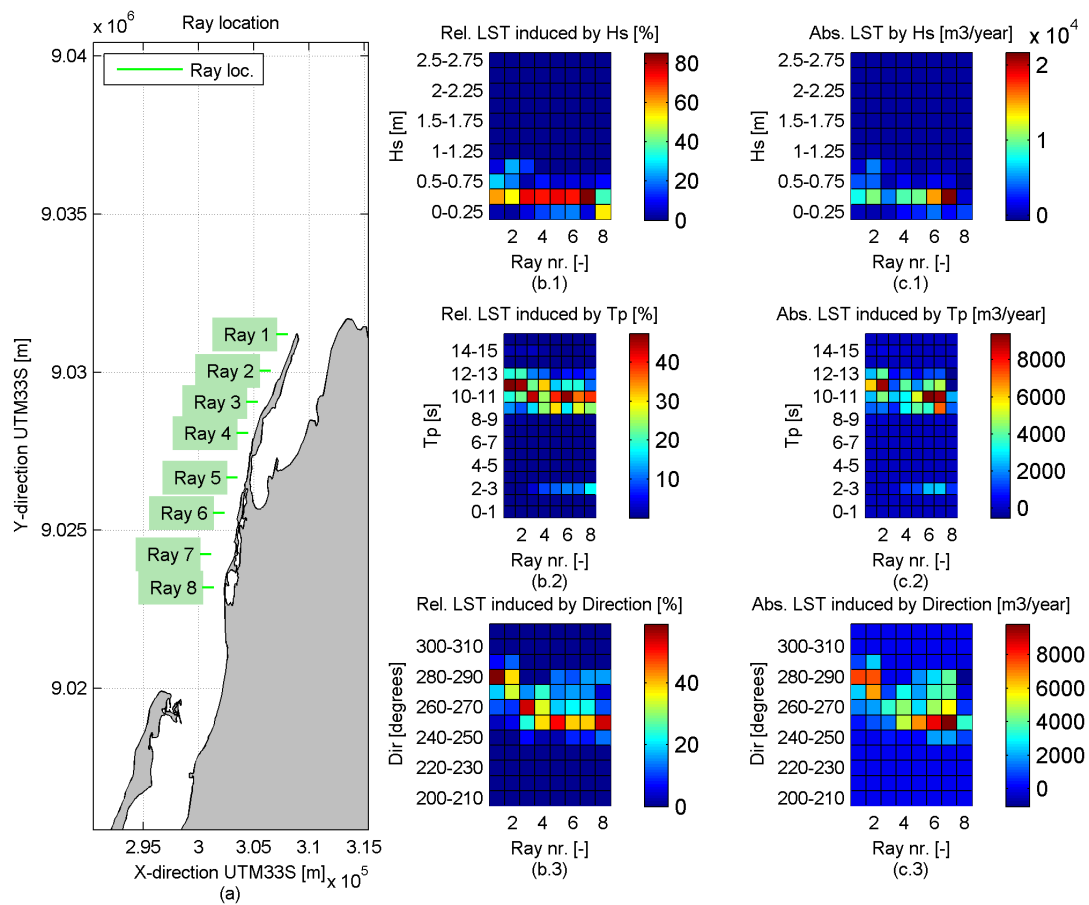 x 10^6
Ray location
Ray loc.
9.04
9.035
9.03
9.025
9.02
Y-direction UTM33S [m]
Ray 1
Ray 2
Ray 3
Ray 4
Ray 5
Ray 6
Ray 7
Ray 8
2.95
3
3.05
3.1
3.15
X-direction UTM33S [m]
x 10^5
(a)
Rel. LST induced by Hs [%]
2.5-2.75
2-2.25
1.5-1.75
1-1.25
0.5-0.75
0-0.25
Hs [m]
2
4
6
8
Ray nr. [-]
(b.1)
80
60
40
20
0
Abs. LST by Hs [m3/year]
x 10^4
2.5-2.75
2-2.25
1.5-1.75
1-1.25
0.5-0.75
0-0.25
Hs [m]
2
4
6
8
Ray nr. [-]
(c.1)
2
1
0
Rel. LST induced by Tp [%]
14-15
12-13
10-11
8-9
6-7
4-5
2-3
0-1
Tp [s]
2
4
6
8
Ray nr. [-]
(b.2)
40
30
20
10
Abs. LST induced by Tp [m3/year]
14-15
12-13
10-11
8-9
6-7
4-5
2-3
0-1
Tp [s]
2
4
6
8
Ray nr. [-]
(c.2)
8000
6000
4000
2000
0
Rel. LST induced by Direction [%]
300-310
280-290
260-270
240-250
220-230
200-210
Dir [degrees]
2
4
6
8
Ray nr. [-]
(b.3)
40
20
0
Abs. LST induced by Direction [m3/year]
300-310
280-290
260-270
240-250
220-230
200-210
Dir [degrees]
2
4
6
8
Ray nr. [-]
(c.3)
8000
6000
4000
2000
0